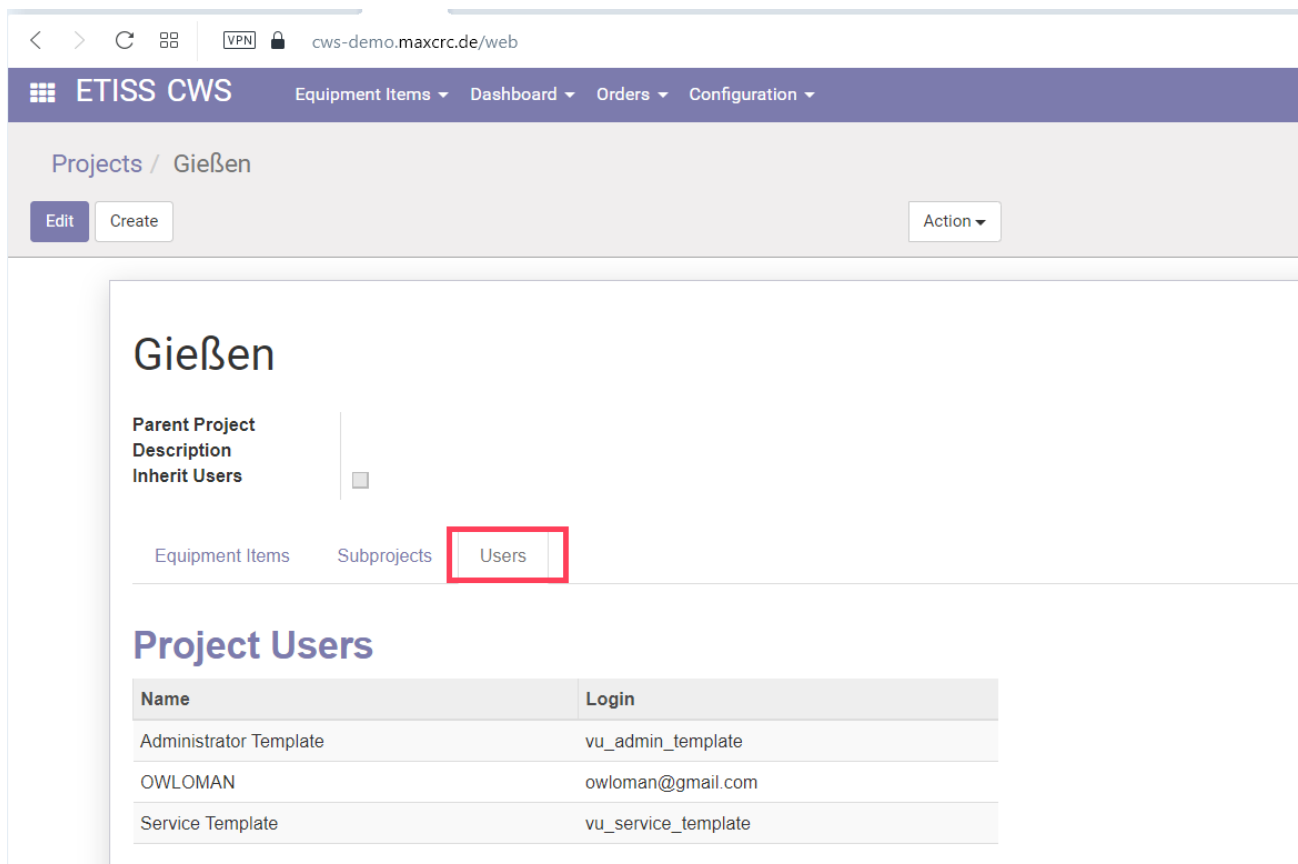 VPN cws-demo.maxcrc.de/web
ETISS CWS Equipment Items Dashboard Orders Configuration
Projects / Gießen
Edit Create Action
Gießen
Parent Project
Description
Inherit Users
Equipment Items Subprojects Users
Project Users
Name Login
Administrator Template vu_admin_template
OWLOMAN owloman@gmail.com
Service Template vu_service_template